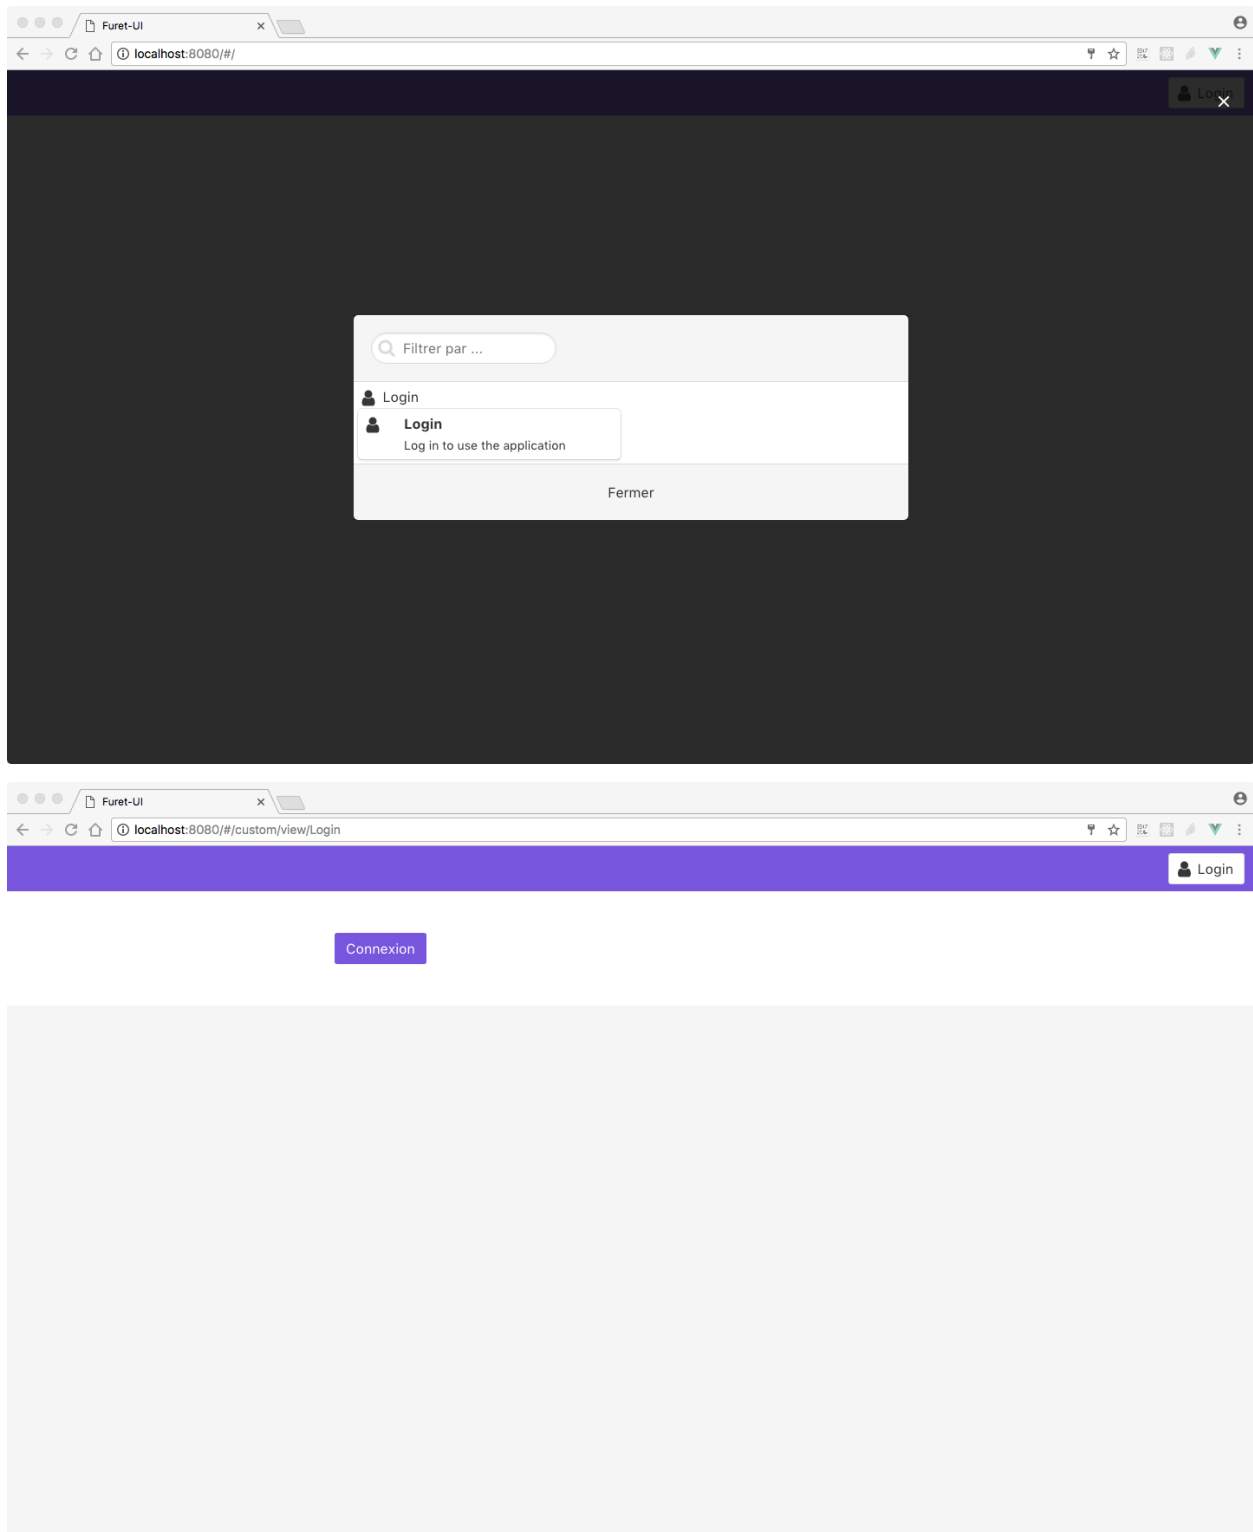 Furet-UI
localhost:8080/#/
Login
Filtrer par ...
Login
Login
Log in to use the application
Fermer
Furet-UI
localhost:8080/#/custom/view/Login
Login
Connexion